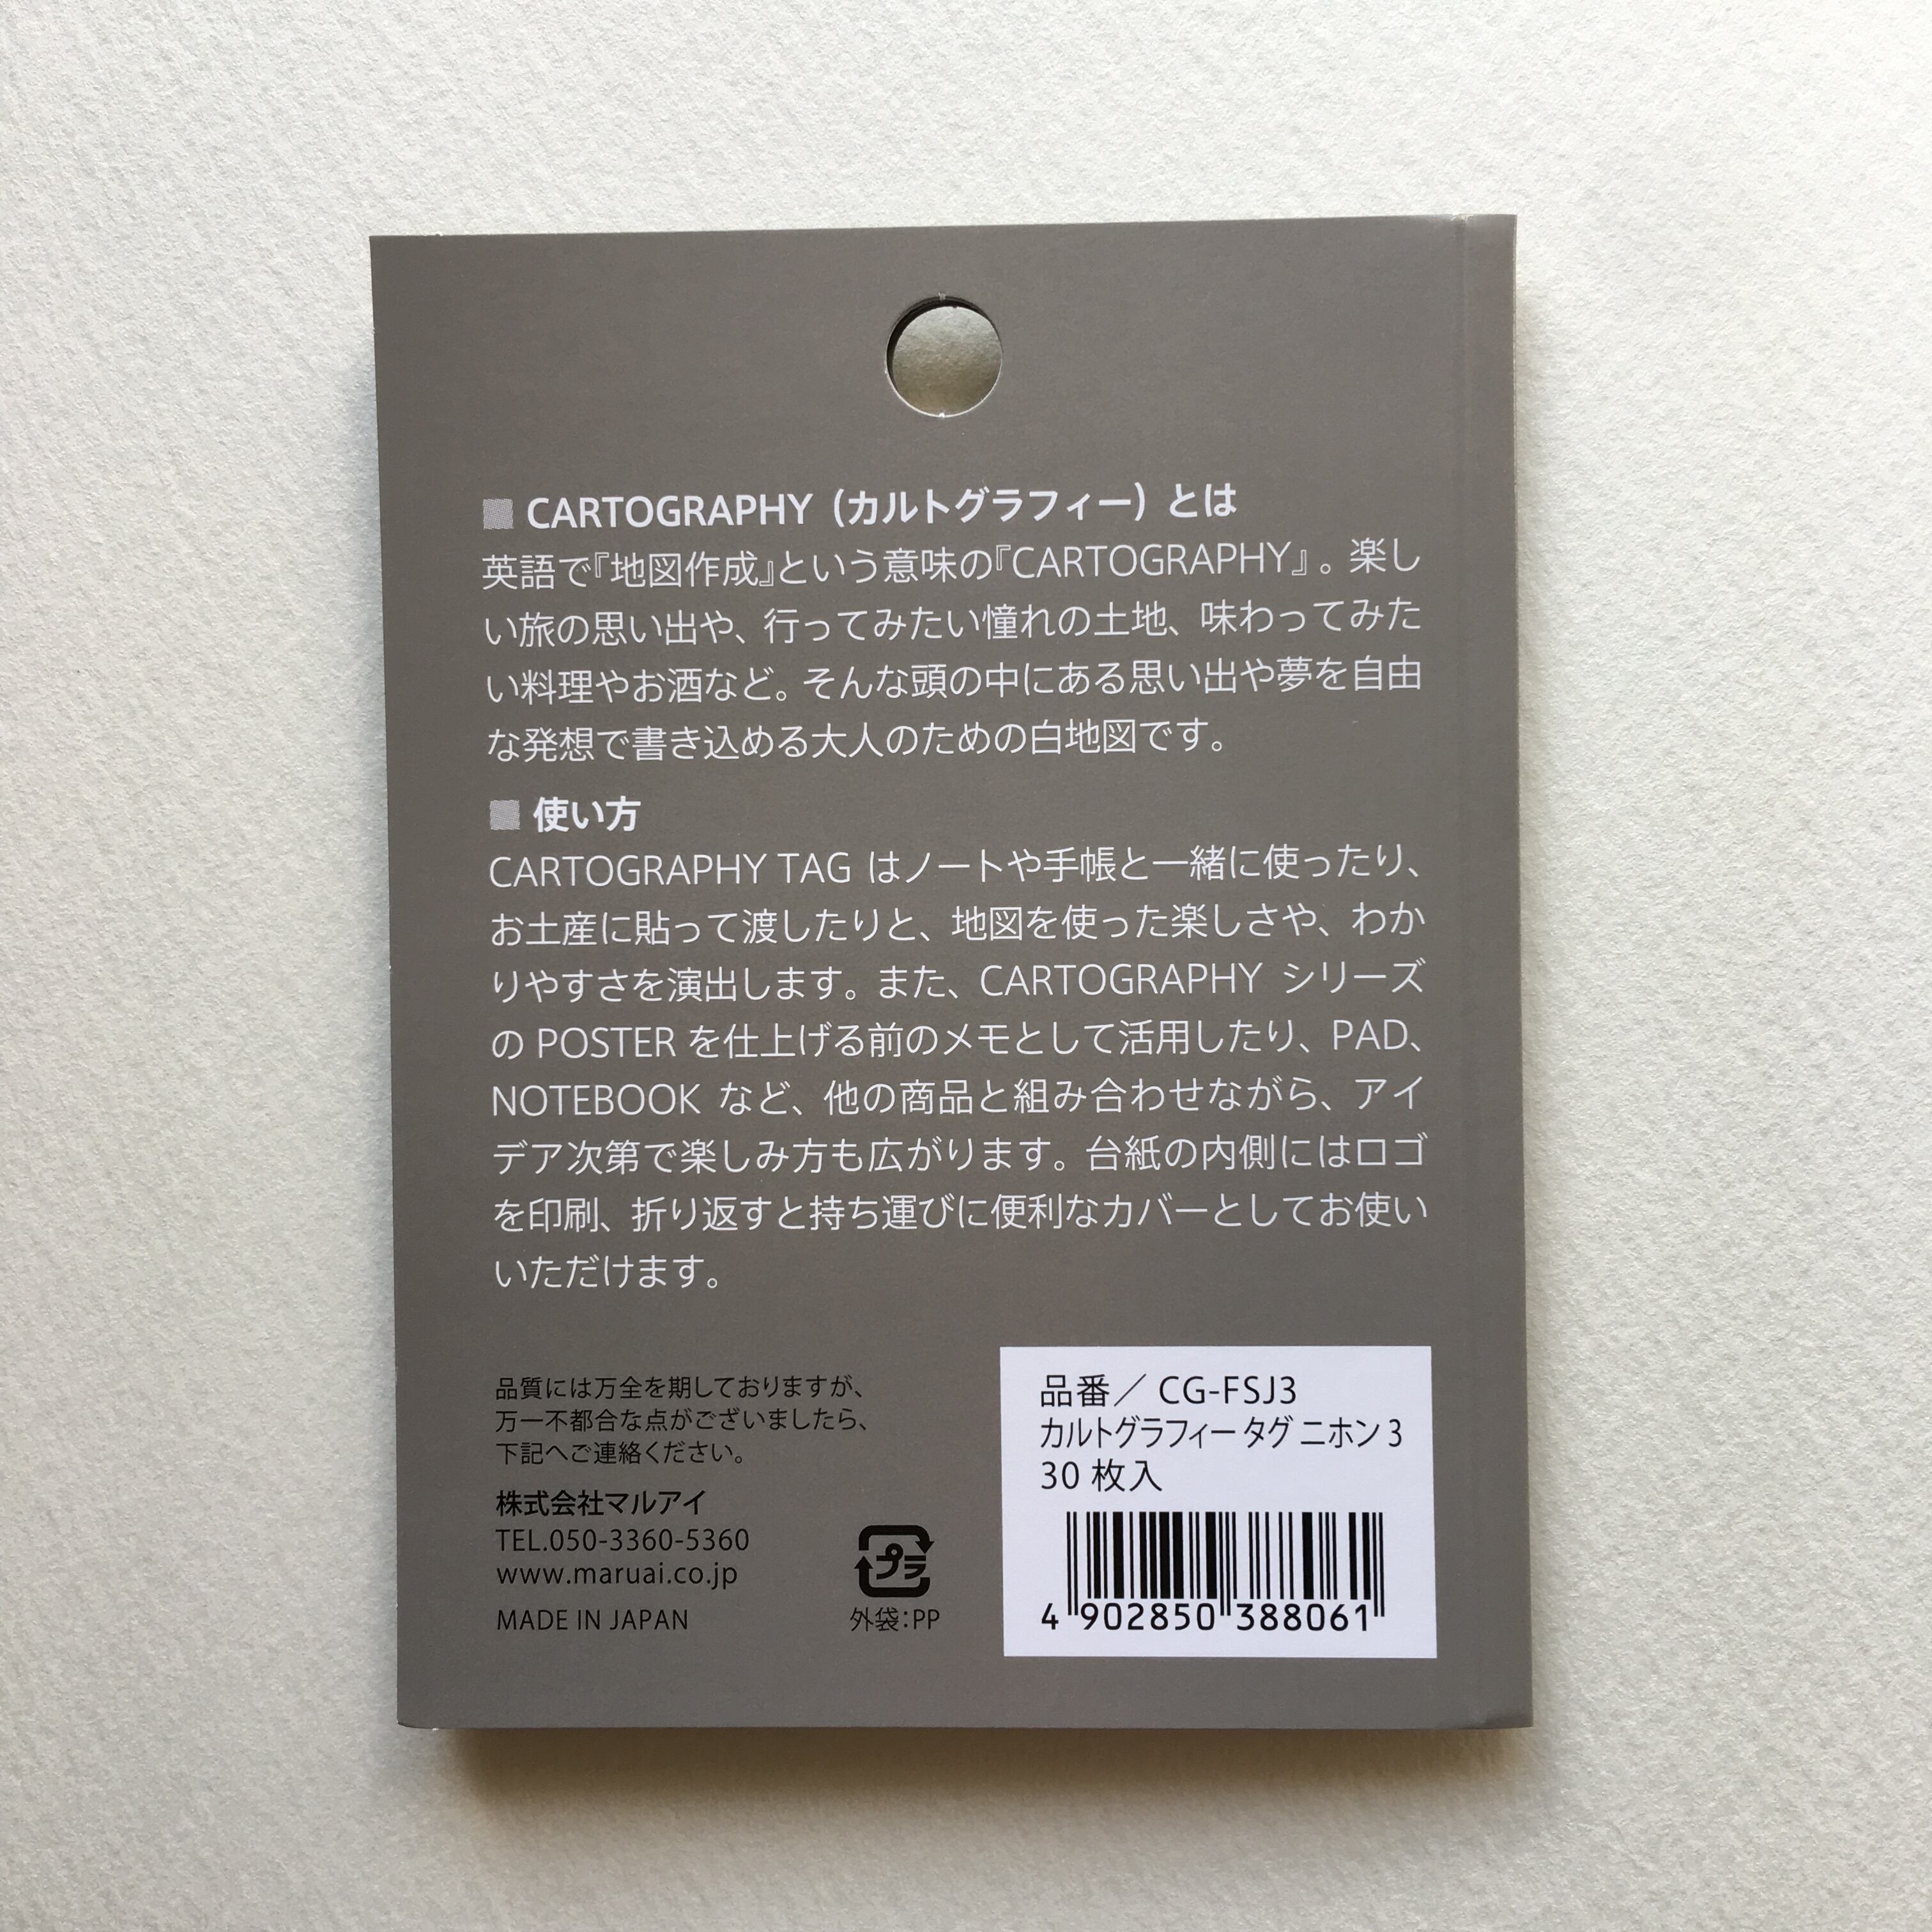 ■ CARTOGRAPHY（カルトグラフィー）とは
英語で『地図作成』という意味の『CARTOGRAPHY』。楽し
い旅の思い出や、行ってみたい憧れの土地、味わってみた
い料理やお酒など。そんな頭の中にある思い出や夢を自由
な発想で書き込める大人のための白地図です。
■ 使い方
CARTOGRAPHY TAG はノートや手帳と一緒に使ったり、
お土産に貼って渡したりと、地図を使った楽しさや、わか
りやすさを演出します。また、CARTOGRAPHY シリーズ
の POSTER を仕上げる前のメモとして活用したり、PAD、
NOTEBOOK など、他の商品と組み合わせながら、アイ
デア次第で楽しみ方も広がります。台紙の内側にはロゴ
を印刷、折り返すと持ち運びに便利なカバーとしてお使い
いただけます。
品質には万全を期しておりますが、
万一不都合な点がございましたら、
下記へご連絡ください。
株式会社マルアイ
TEL.050-3360-5360
www.maruai.co.jp
MADE IN JAPAN
プラ
外袋：PP
品番／ CG-FSJ3
カルトグラフィー タグ ニホン 3
30 枚入
4 902850 388061